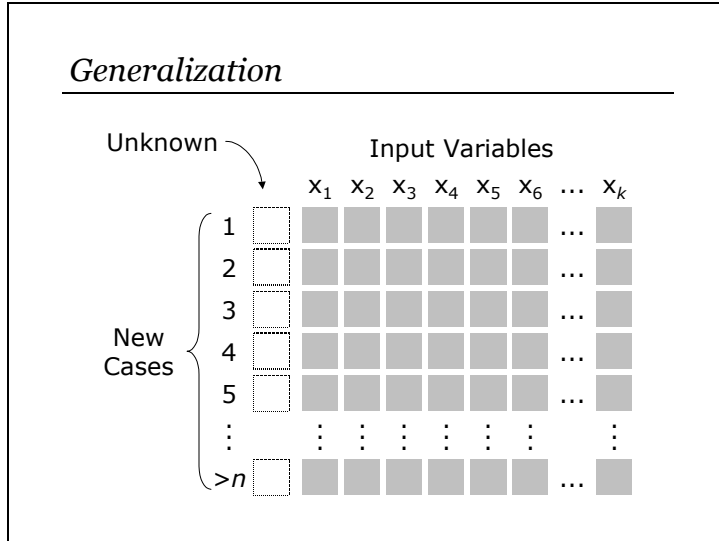 Generalization
Unknown
Input Variables
x₁ x₂ x₃ x₄ x₅ x₆ ... xₖ
1 ...
2 ...
3 ...
New Cases
4 ...
5 ...
⋮ ⋮ ⋮ ⋮ ⋮ ⋮ ⋮ ⋮
>n ...